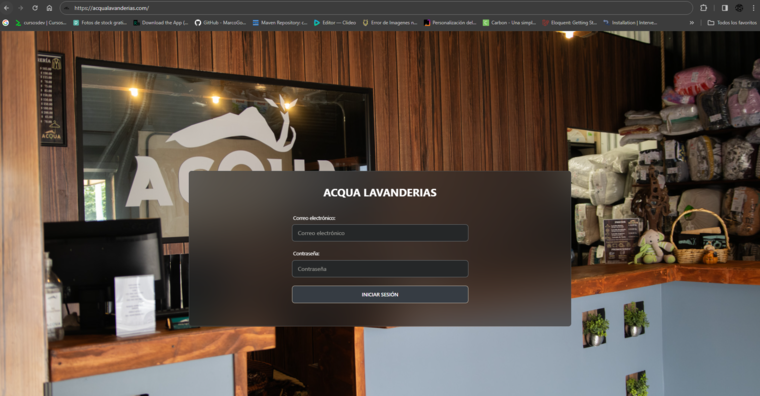 https://acqualavanderias.com/
cursosdev | Cursos...
Fotos de stock grati...
Download the App |...
GitHub - MarcoGo...
Maven Repository: c...
Editor — Clideo
Error de Imagenes n...
Personalización del...
Carbon · Una simpl...
Eloquent: Getting St...
Installation | Interve...
»
Todos los favoritos
ACQUA
ACQUA
ACQUA LAVANDERIAS
Correo electrónico:
Correo electrónico
Contraseña:
Contraseña
INICIAR SESIÓN